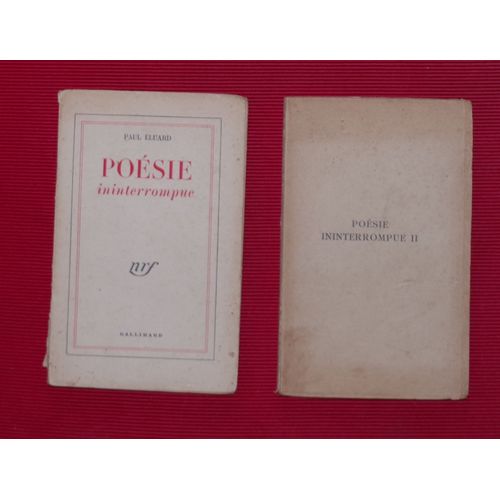 PAUL ELUARD
POÉSIE
ininterrompue
nrf
GALLIMARD
POÉSIE
ININTERROMPUE II